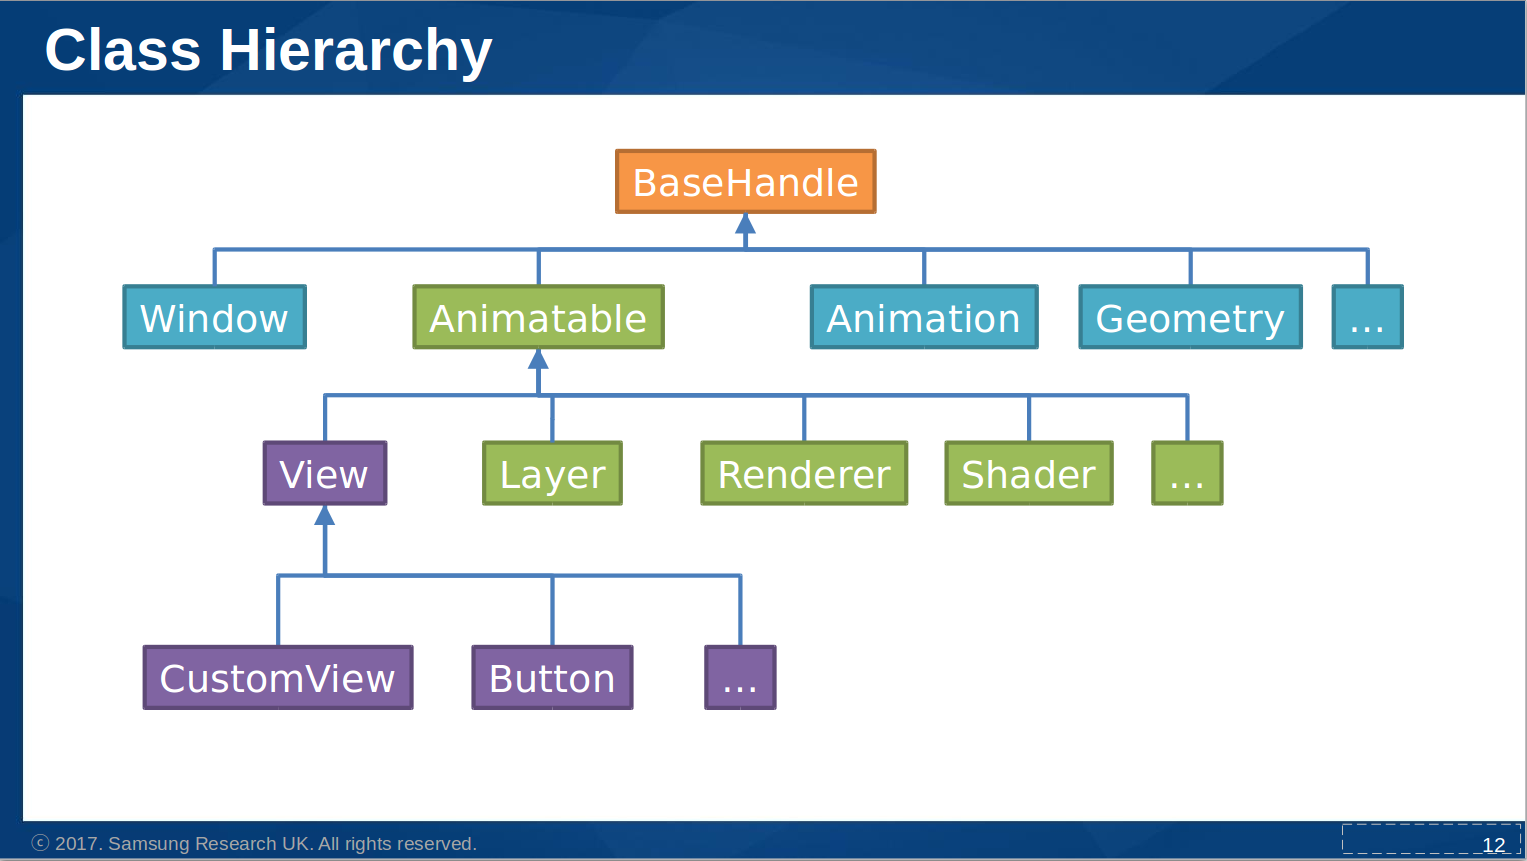 Class Hierarchy
BaseHandle
Window Animatable Animation Geometry ...
View Layer Renderer Shader ...
CustomView Button ...
ⓒ 2017. Samsung Research UK. All rights reserved.
12